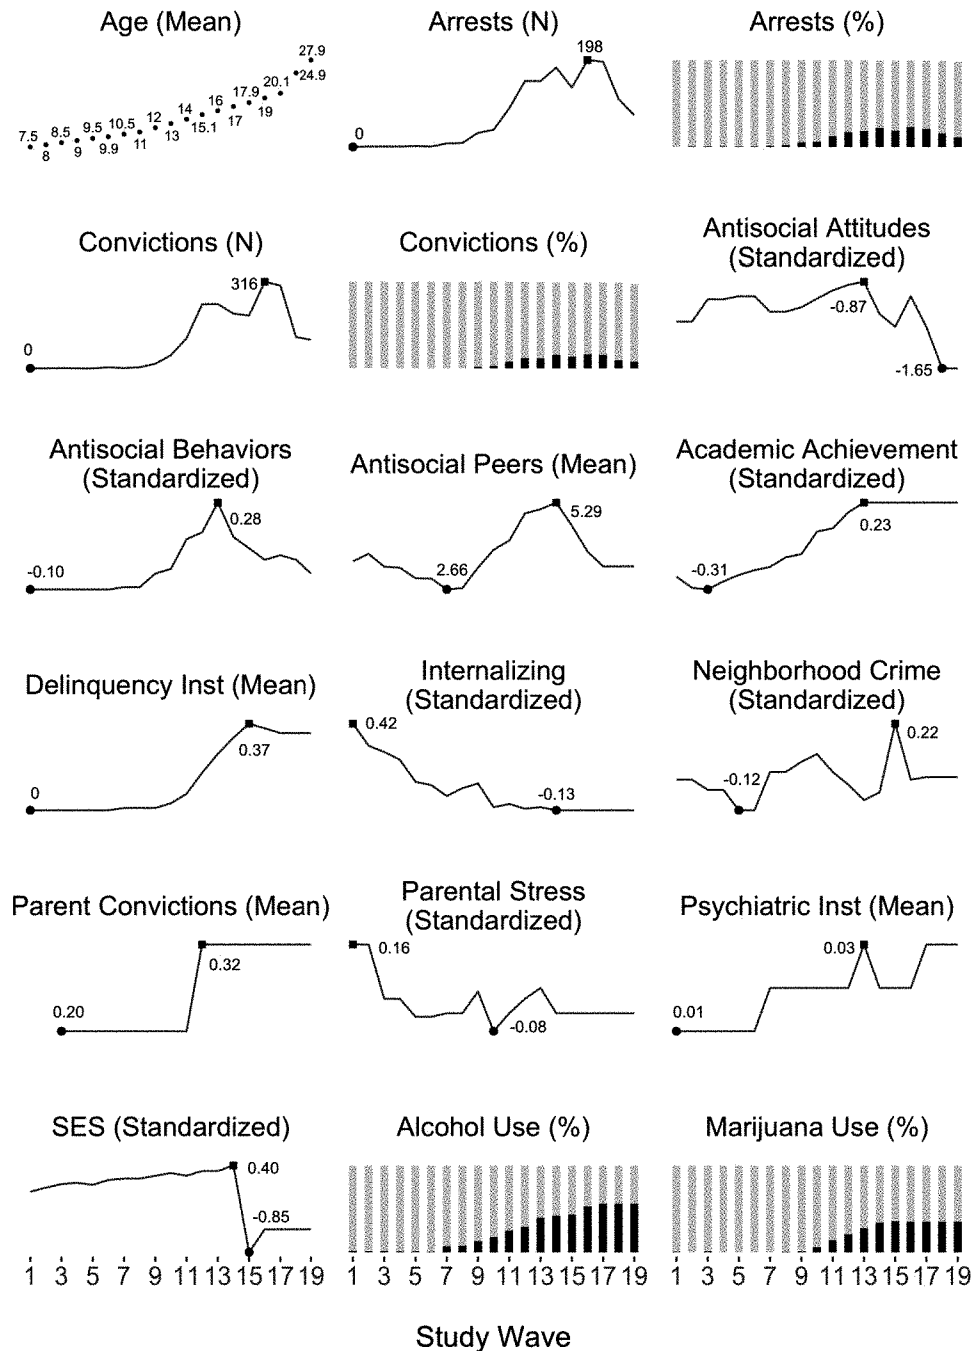 Age (Mean)
7.5
8
8.5
9
9.5
9.9
10.5
11
12
13
14
15.1
16
17
17.9
19
20.1
24.9
27.9
Arrests (N)
0
198
Arrests (%)
Convictions (N)
0
316
Convictions (%)
Antisocial Attitudes
(Standardized)
-0.87
-1.65
Antisocial Behaviors
(Standardized)
-0.10
0.28
Antisocial Peers (Mean)
2.66
5.29
Academic Achievement
(Standardized)
-0.31
0.23
Delinquency Inst (Mean)
0
0.37
Internalizing
(Standardized)
0.42
-0.13
Neighborhood Crime
(Standardized)
-0.12
0.22
Parent Convictions (Mean)
0.20
0.32
Parental Stress
(Standardized)
0.16
-0.08
Psychiatric Inst (Mean)
0.01
0.03
SES (Standardized)
0.40
-0.85
1 3 5 7 9 11 13 15 17 19
Alcohol Use (%)
1 3 5 7 9 11 13 15 17 19
Marijuana Use (%)
1 3 5 7 9 11 13 15 17 19
Study Wave